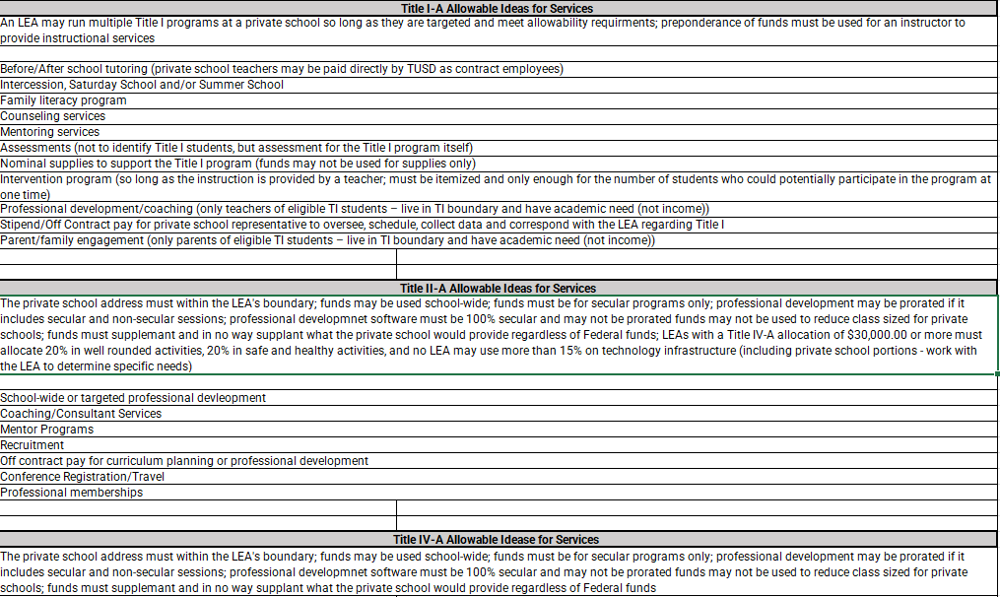 Title I-A Allowable Ideas for Services
An LEA may run multiple Title I programs at a private school so long as they are targeted and meet allowability requirments; preponderance of funds must be used for an instructor to
provide instructional services
Before/After school tutoring (private school teachers may be paid directly by TUSD as contract employees)
Intercession, Saturday School and/or Summer School
Family literacy program
Counseling services
Mentoring services
Assessments (not to identify Title I students, but assessment for the Title I program itself)
Nominal supplies to support the Title I program (funds may not be used for supplies only)
Intervention program (so long as the instruction is provided by a teacher; must be itemized and only enough for the number of students who could potentially participate in the program at
one time)
Professional development/coaching (only teachers of eligible TI students – live in TI boundary and have academic need (not income))
Stipend/Off Contract pay for private school representative to oversee, schedule, collect data and correspond with the LEA regarding Title I
Parent/family engagement (only parents of eligible TI students – live in TI boundary and have academic need (not income))
Title II-A Allowable Ideas for Services
The private school address must within the LEA's boundary; funds may be used school-wide; funds must be for secular programs only; professional development may be prorated if it
includes secular and non-secular sessions; professional developmnet software must be 100% secular and may not be prorated funds may not be used to reduce class sized for private
schools; funds must supplemant and in no way supplant what the private school would provide regardless of Federal funds; LEAs with a Title IV-A allocation of $30,000.00 or more must
allocate 20% in well rounded activities, 20% in safe and healthy activities, and no LEA may use more than 15% on technology infrastructure (including private school portions - work with
the LEA to determine specific needs)
School-wide or targeted professional devleopment
Coaching/Consultant Services
Mentor Programs
Recruitment
Off contract pay for curriculum planning or professional development
Conference Registration/Travel
Professional memberships
Title IV-A Allowable Idease for Services
The private school address must within the LEA's boundary; funds may be used school-wide; funds must be for secular programs only; professional development may be prorated if it
includes secular and non-secular sessions; professional developmnet software must be 100% secular and may not be prorated funds may not be used to reduce class sized for private
schools; funds must supplemant and in no way supplant what the private school would provide regardless of Federal funds